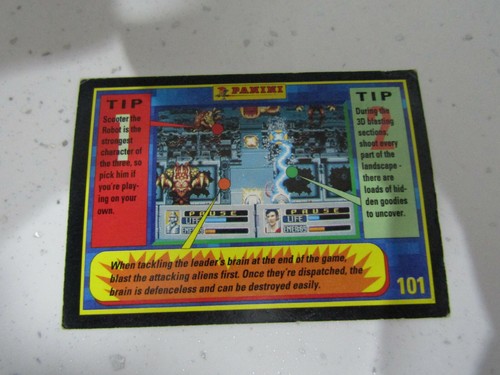 PANINI
TIP
Scooter the
Robot is the
strongest
character of
the three, so
pick him if
you're play-
ing on your
own.
TIP
During the
3D blasting
sections,
shoot every
part of the
landscape -
there are
loads of hid-
den goodies
to uncover.
PAUSE
LIFE
ENERGY
PAUSE
LIFE
ENERGY
When tackling the leader's brain at the end of the game,
blast the attacking aliens first. Once they're dispatched, the
brain is defenceless and can be destroyed easily.
101